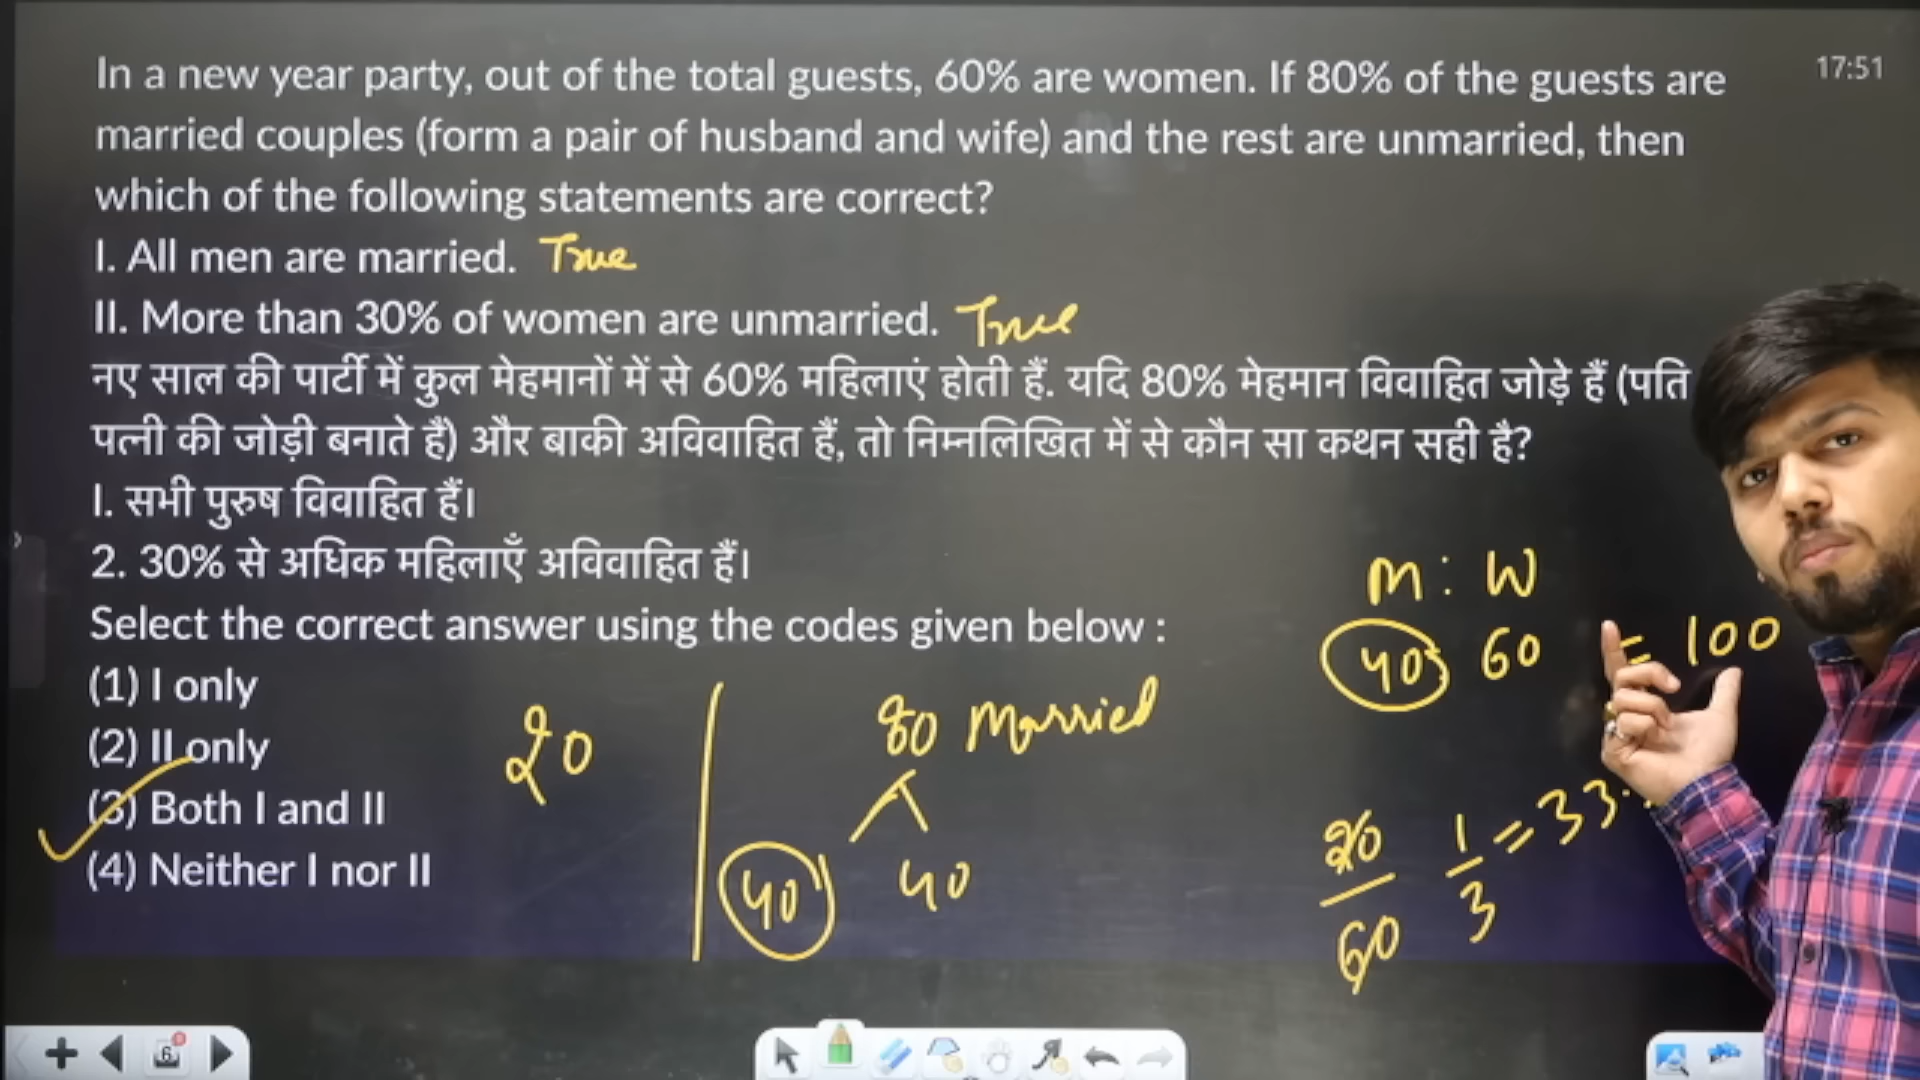 In a new year party, out of the total guests, 60% are women. If 80% of the guests are
17:51
married couples (form a pair of husband and wife) and the rest are unmarried, then
which of the following statements are correct?
I. All men are married. True
II. More than 30% of women are unmarried. True
नए साल की पार्टी में कुल मेहमानों में से 60% महिलाएं होती हैं. यदि 80% मेहमान विवाहित जोड़े हैं (पति
पत्नी की जोड़ी बनाते हैं) और बाकी अविवाहित हैं, तो निम्नलिखित में से कौन सा कथन सही है?
I. सभी पुरुष विवाहित हैं।
2. 30% से अधिक महिलाएँ अविवाहित हैं।
Select the correct answer using the codes given below :
(1) I only
(2) II only
(3) Both I and II
(4) Neither I nor II
M : W
40 60 = 100
20
80 Married
40 40
20/60 1/3 = 33.
6